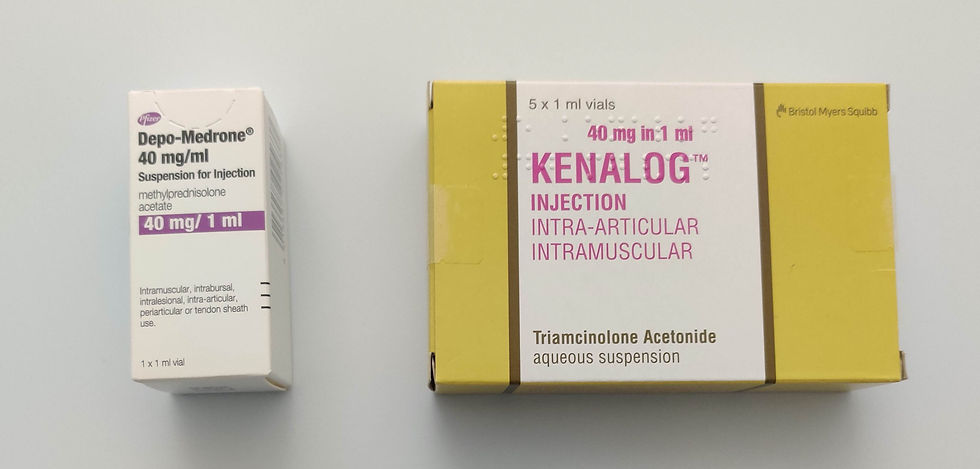 Pfizer
Depo-Medrone®
40 mg/ml
Suspension for Injection
methylprednisolone
acetate
40 mg/ 1 ml
Intramuscular, intrabursal,
intralesional, intra-articular,
periarticular or tendon sheath
use.
1 x 1 ml vial
5 x 1 ml vials
40 mg in 1 ml
KENALOG™
INJECTION
INTRA-ARTICULAR
INTRAMUSCULAR
Triamcinolone Acetonide
aqueous suspension
Bristol Myers Squibb